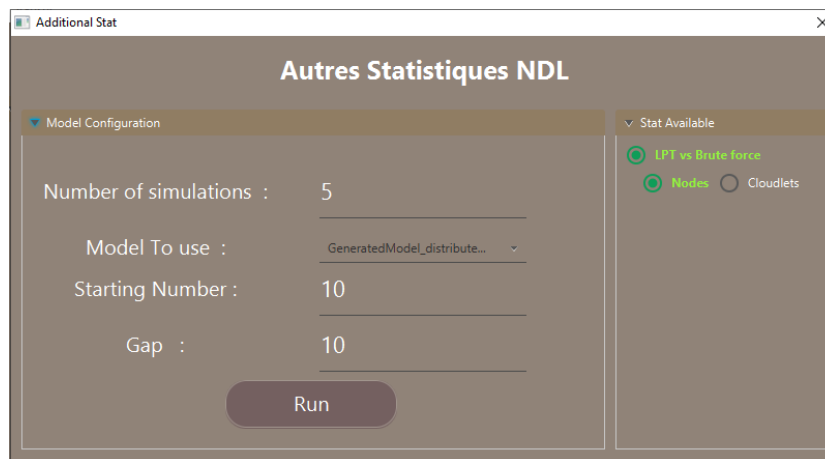 Additional Stat
Autres Statistiques NDL
Model Configuration
Number of simulations : 5
Model To use : GeneratedModel_distribute...
Starting Number : 10
Gap : 10
Run
Stat Available
LPT vs Brute force
Nodes Cloudlets